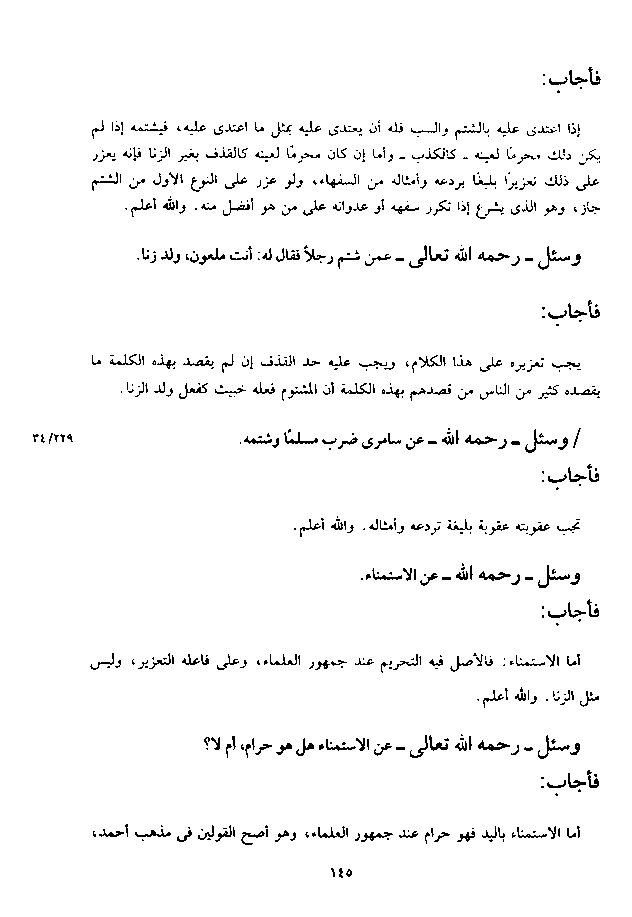 فأجاب:
إذا اعتدى عليه بالشتم والسب فله أن يعتدى عليه بمثل ما اعتدى عليه، فيشتمه إذا لم
يكن ذلك محرمًا لعينه ـ كالكذب ـ وأما إن كان محرمًا لعينه كالقذف بغير الزنا فإنه يعزر
على ذلك تعزيرًا بليغًا يردعه وأمثاله من السفهاء، ولو عزر على النوع الأول من الشتم
جاز، وهو الذى يشرع إذا تكرر سفهه أو عدوانه على من هو أفضل منه. والله أعلم.
وسئل ـ رحمه الله تعالى ـ عمن شتم رجلاً فقال له: أنت ملعون، ولد زنا.
فأجاب:
يجب تعزيره على هذا الكلام، ويجب عليه حد القذف إن لم يقصد بهذه الكلمة ما
يقصده كثير من الناس من قصدهم بهذه الكلمة أن المشتوم فعله خبيث كفعل ولد الزنا.
/ وسئل ـ رحمه الله ـ عن سامرى ضرب مسلمًا وشتمه. ٣٤/٢٢٩
فأجاب:
تجب عقوبته عقوبة بليغة تردعه وأمثاله. والله أعلم.
وسئل ـ رحمه الله ـ عن الاستمناء.
فأجاب:
أما الاستمناء: فالأصل فيه التحريم عند جمهور العلماء، وعلى فاعله التعزير، وليس
مثل الزنا. والله أعلم.
وسئل ـ رحمه الله تعالى ـ عن الاستمناء هل هو حرام، أم لا؟
فأجاب:
أما الاستمناء باليد فهو حرام عند جمهور العلماء، وهو أصح القولين فى مذهب أحمد،
١٤٥